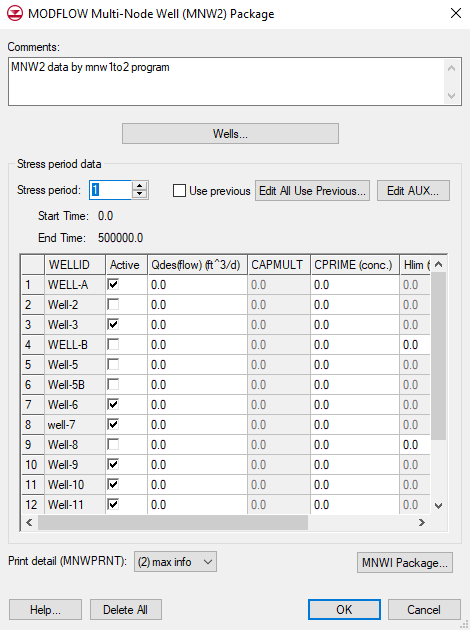 MODFLOW Multi-Node Well (MNW2) Package
Comments:
MNW2 data by mnw1to2 program
Wells...
Stress period data
Stress period: 1 Use previous Edit All Use Previous... Edit AUX...
Start Time: 0.0
End Time: 500000.0
WELLID Active Qdes(flow) (ft^3/d) CAPMULT CPRIME (conc.) Hlim (
1 WELL-A 0.0 0.0 0.0 0.0
2 Well-2 0.0 0.0 0.0 0.0
3 Well-3 0.0 0.0 0.0 0.0
4 WELL-B 0.0 0.0 0.0 0.0
5 Well-5 0.0 0.0 0.0 0.0
6 Well-5B 0.0 0.0 0.0 0.0
7 Well-6 0.0 0.0 0.0 0.0
8 well-7 0.0 0.0 0.0 0.0
9 Well-8 0.0 0.0 0.0 0.0
10 Well-9 0.0 0.0 0.0 0.0
11 Well-10 0.0 0.0 0.0 0.0
12 Well-11 0.0 0.0 0.0 0.0
Print detail (MNWPRNT): (2) max info MNWI Package...
Help... Delete All OK Cancel